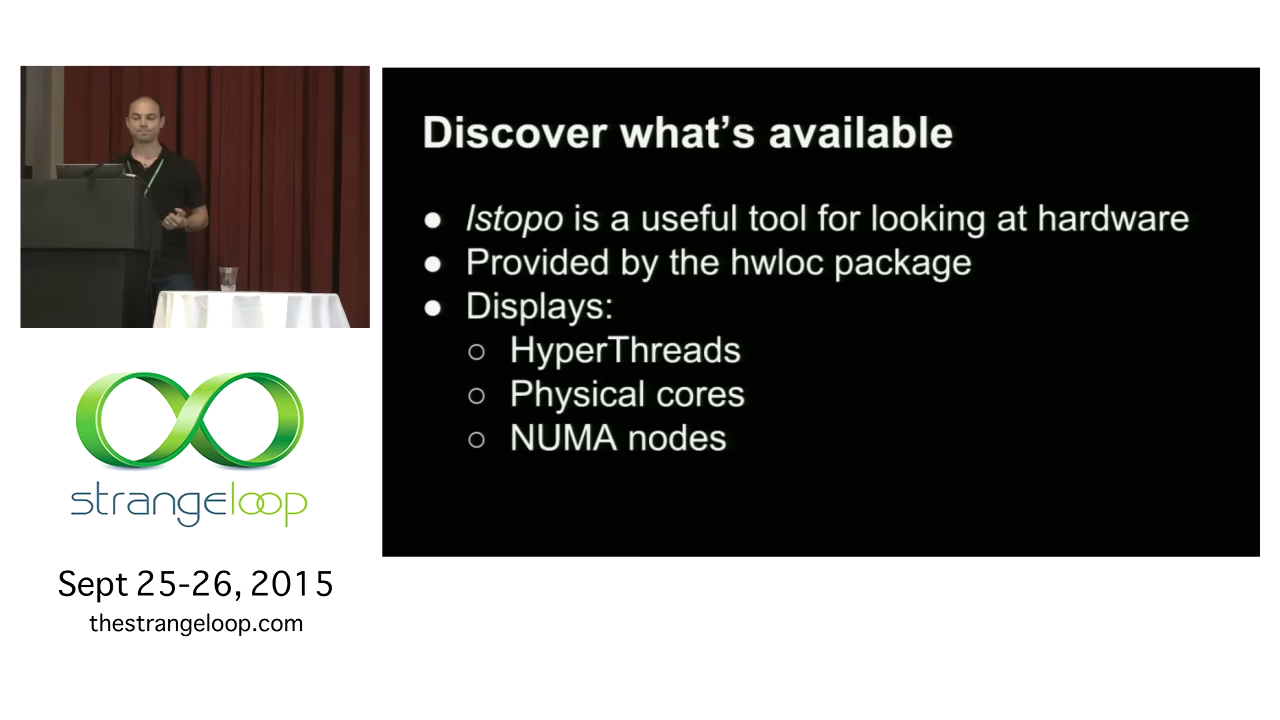 Discover what's available
● lstopo is a useful tool for looking at hardware
● Provided by the hwloc package
● Displays:
○ HyperThreads
○ Physical cores
○ NUMA nodes
strangeloop
Sept 25-26, 2015
thestrangeloop.com